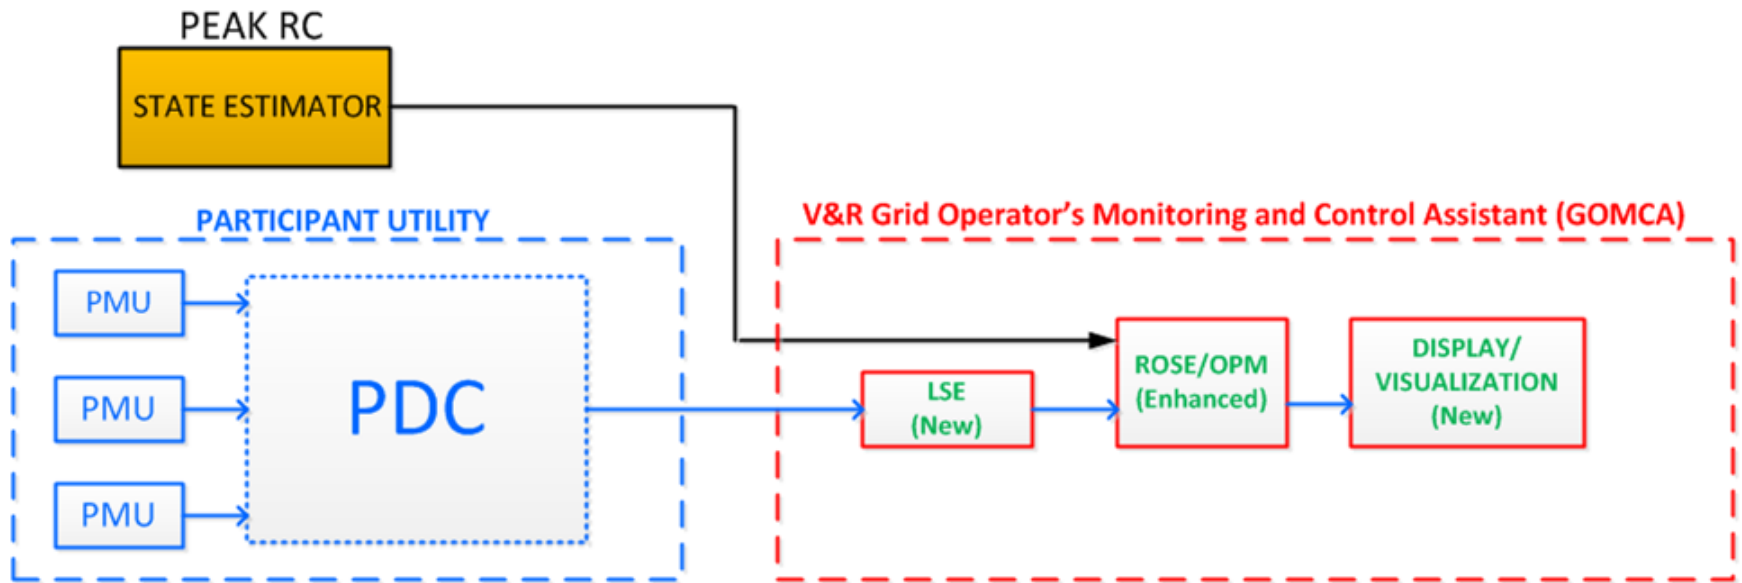 PEAK RC
STATE ESTIMATOR
PARTICIPANT UTILITY
PMU
PMU
PMU
PDC
V&R Grid Operator's Monitoring and Control Assistant (GOMCA)
LSE
(New)
ROSE/OPM
(Enhanced)
DISPLAY/
VISUALIZATION
(New)